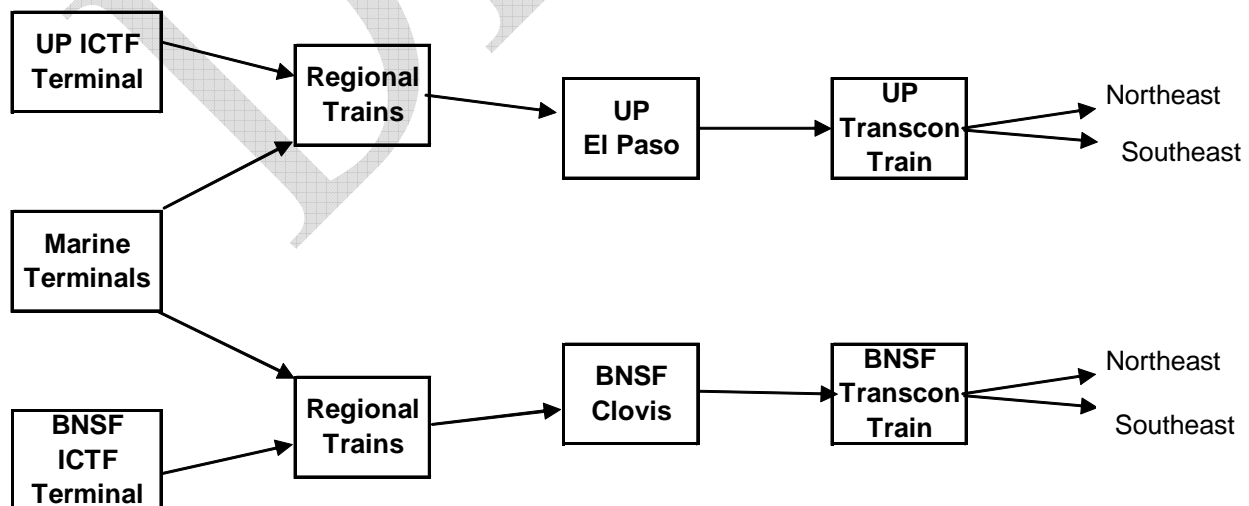 UP ICTF
Terminal
Regional
Trains
UP
El Paso
UP
Transcon
Train
Northeast
Southeast
Marine
Terminals
BNSF
ICTF
Terminal
Regional
Trains
BNSF
Clovis
BNSF
Transcon
Train
Northeast
Southeast